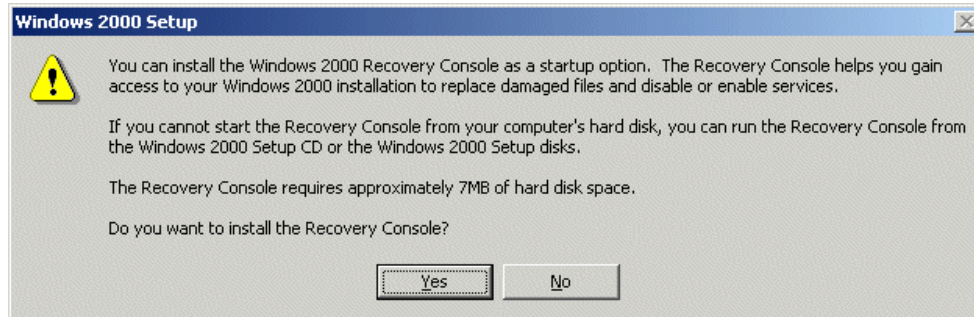 Windows 2000 Setup
You can install the Windows 2000 Recovery Console as a startup option.  The Recovery Console helps you gain
access to your Windows 2000 installation to replace damaged files and disable or enable services.
If you cannot start the Recovery Console from your computer's hard disk, you can run the Recovery Console from
the Windows 2000 Setup CD or the Windows 2000 Setup disks.
The Recovery Console requires approximately 7MB of hard disk space.
Do you want to install the Recovery Console?
Yes
No